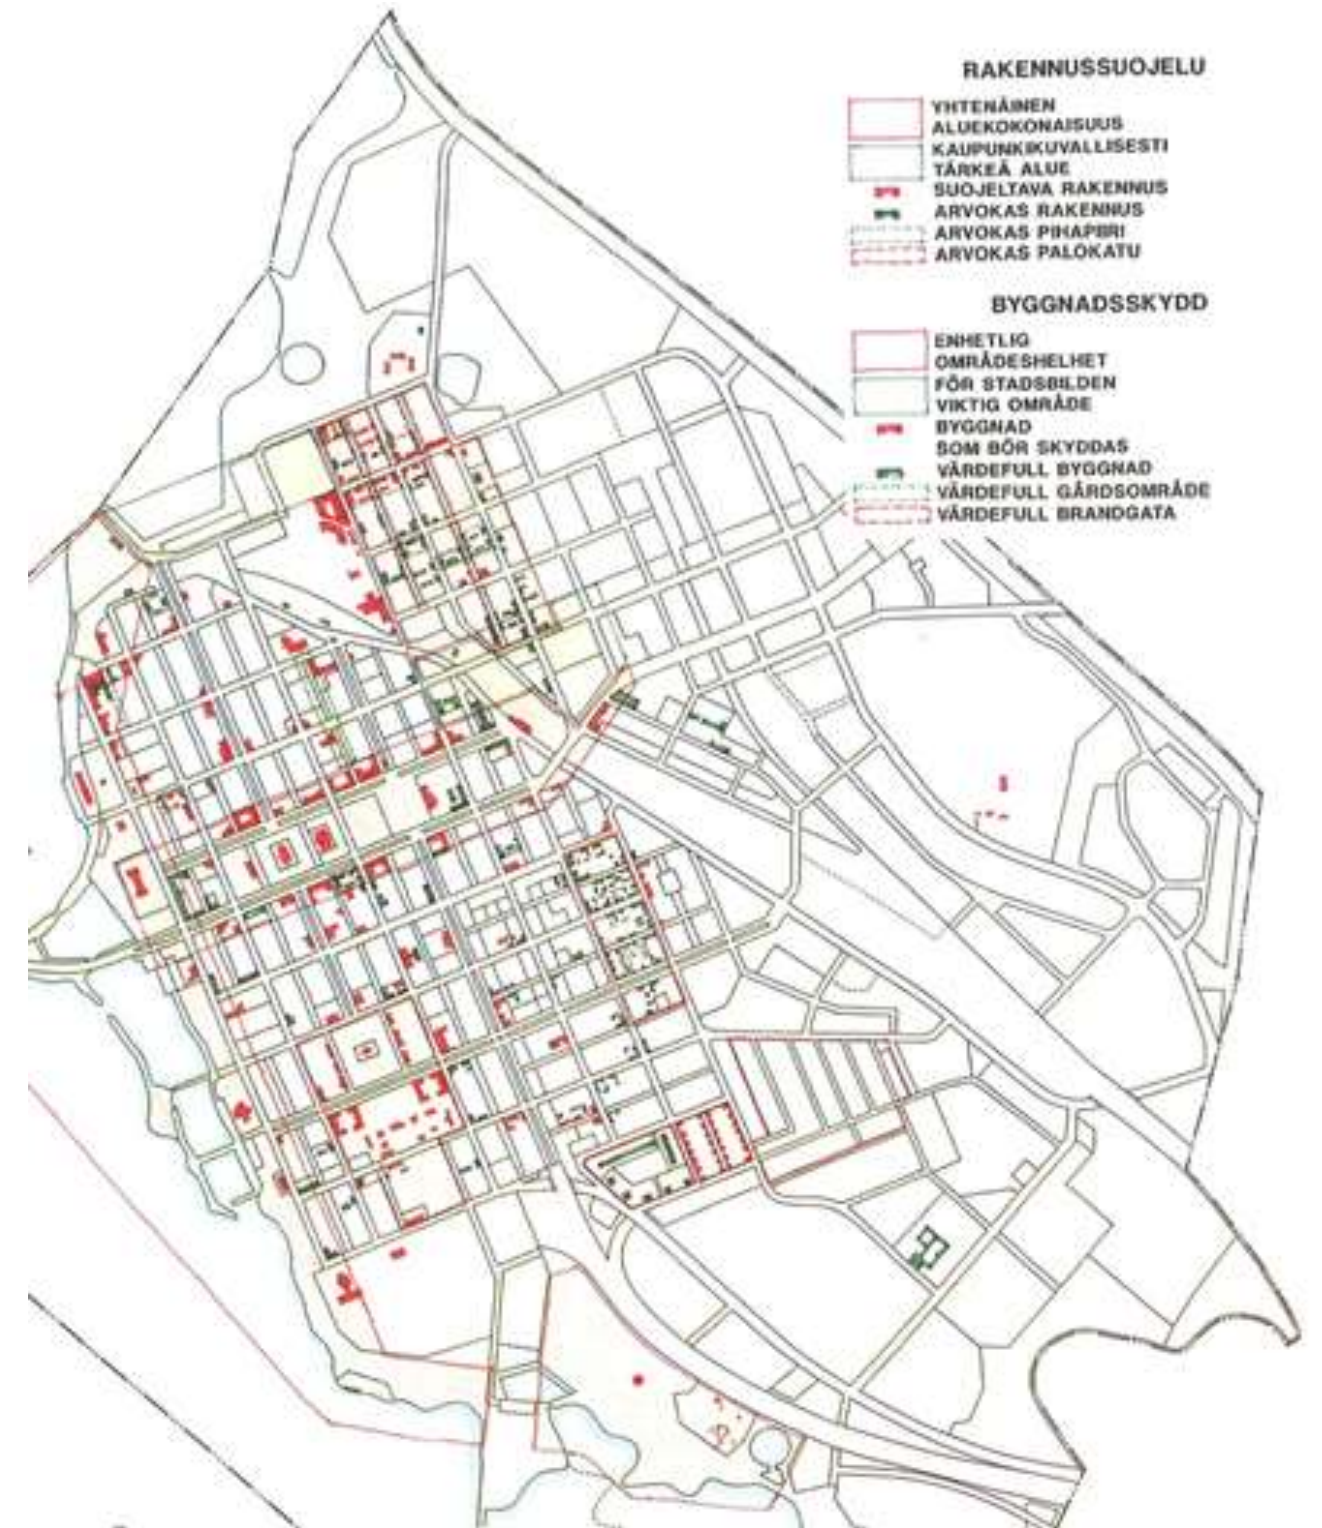 RAKENNUSSUOJELU
YHTENÄINEN
ALUEKOKONAISUUS
KAUPUNKIKUVALLISESTI
TÄRKEÄ ALUE
SUOJELTAVA RAKENNUS
ARVOKAS RAKENNUS
ARVOKAS PIHAPIIRI
ARVOKAS PALOKATU
BYGGNADSSKYDD
ENHETLIG
OMRÅDESHELHET
FÖR STADSBILDEN
VIKTIG OMRÅDE
BYGGNAD
SOM BÖR SKYDDAS
VÄRDEFULL BYGGNAD
VÄRDEFULL GÅRDSOMRÅDE
VÄRDEFULL BRANDGATA